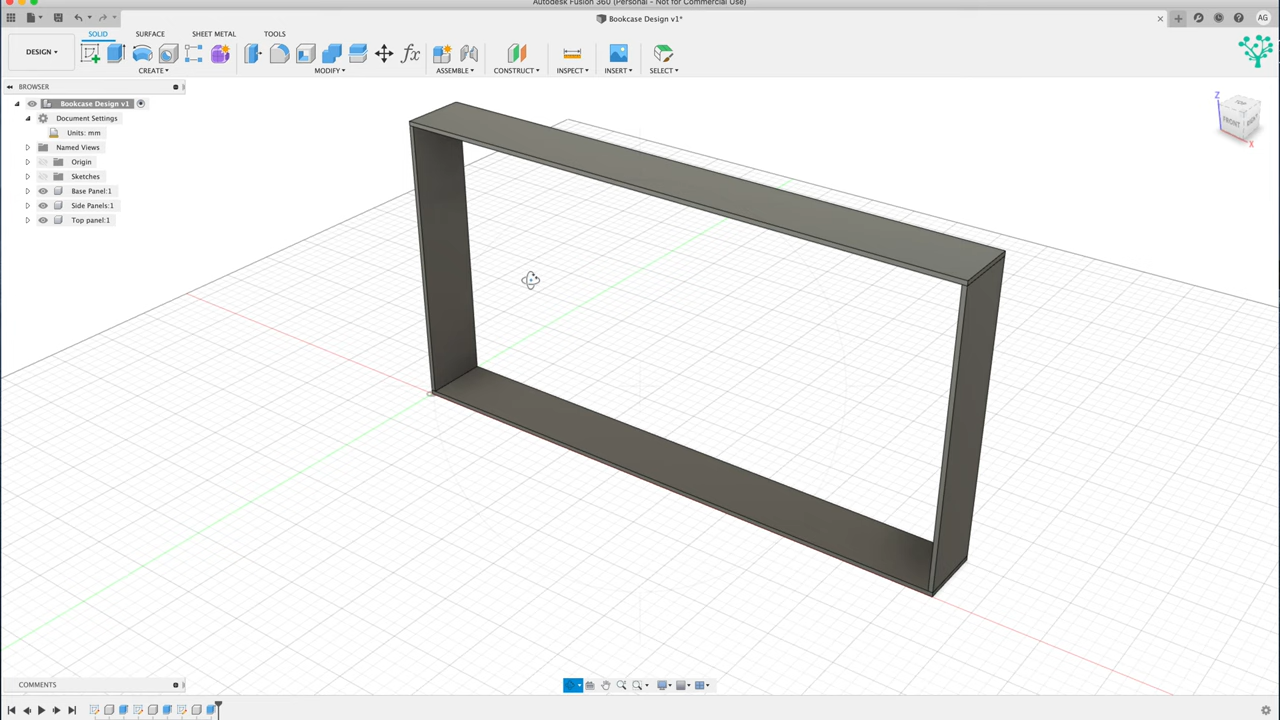 Autodesk Fusion 360 (Personal - Not for Commercial Use)
Bookcase Design v1*
AG
DESIGN
SOLID SURFACE SHEET METAL TOOLS
CREATE MODIFY ASSEMBLE CONSTRUCT INSPECT INSERT SELECT
BROWSER
Bookcase Design v1
Document Settings
Units: mm
Named Views
Origin
Sketches
Base Panel:1
Side Panels:1
Top panel:1
Z
TOP
FRONT
RIGHT
X
COMMENTS